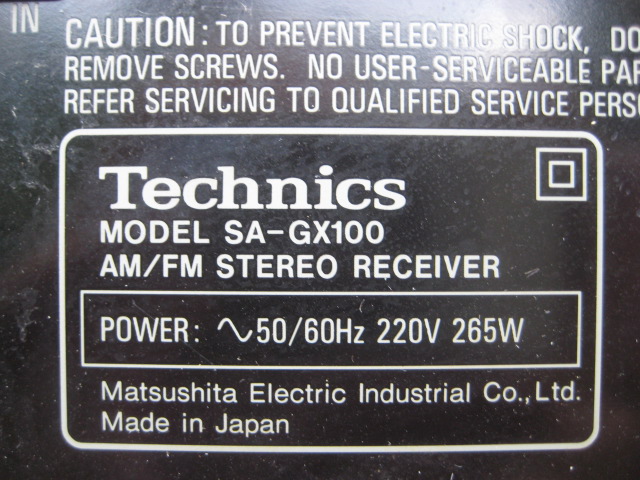 IN
CAUTION: TO PREVENT ELECTRIC SHOCK, DO
REMOVE SCREWS. NO USER-SERVICEABLE PAR
REFER SERVICING TO QUALIFIED SERVICE PERS
Technics
MODEL SA-GX100
AM/FM STEREO RECEIVER
POWER: ∿50/60Hz 220V 265W
Matsushita Electric Industrial Co., Ltd.
Made in Japan